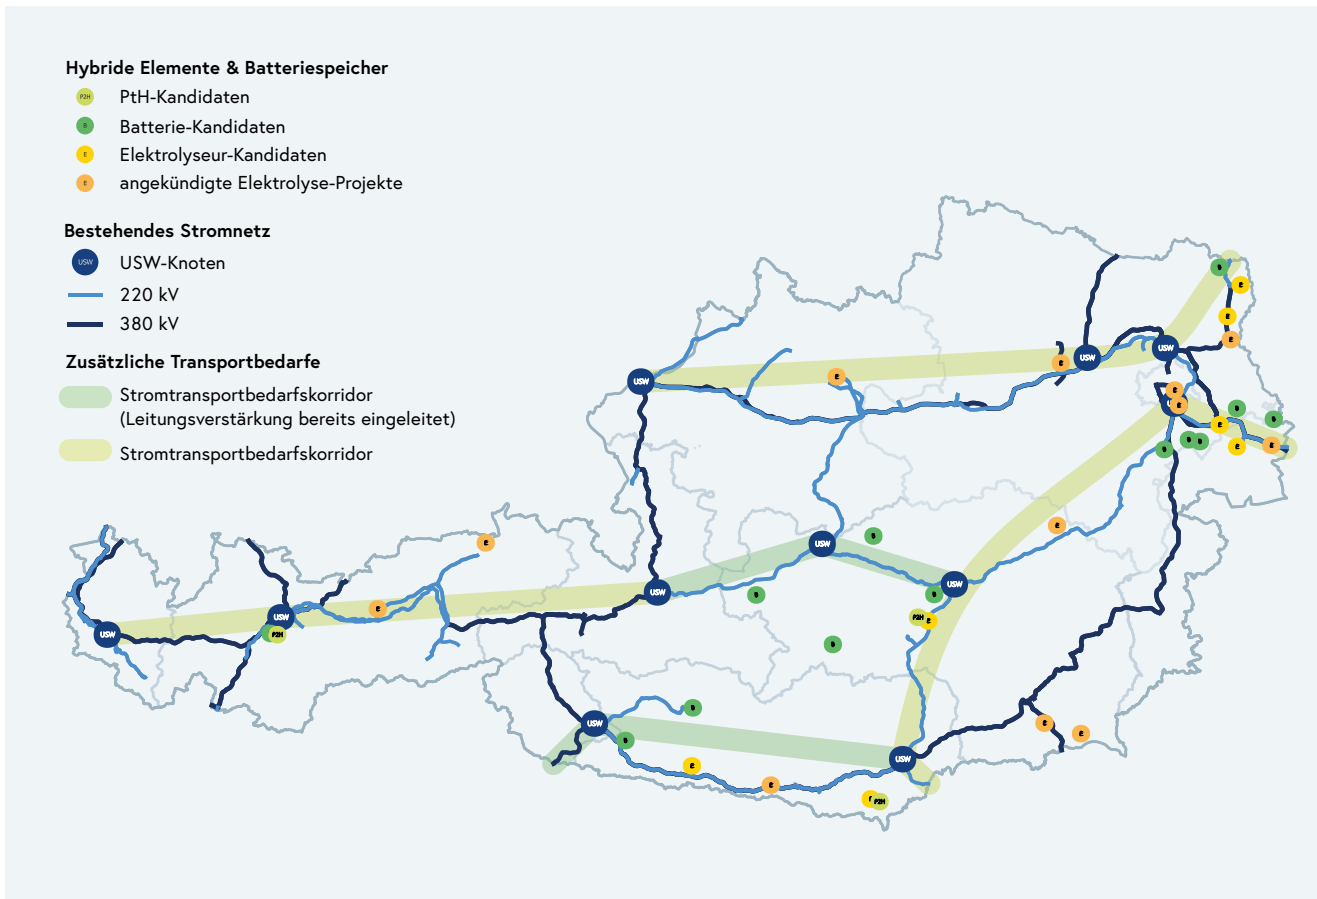 Hybride Elemente & Batteriespeicher
P2H PtH-Kandidaten
B Batterie-Kandidaten
E Elektrolyseur-Kandidaten
E angekündigte Elektrolyse-Projekte
Bestehendes Stromnetz
USW USW-Knoten
220 kV
380 kV
Zusätzliche Transportbedarfe
Stromtransportbedarfskorridor
(Leitungsverstärkung bereits eingeleitet)
Stromtransportbedarfskorridor
B
E
E
E
USW
USW
E
E
USW
E
E
B
B
E
B
B
E
E
B
E
B
E
USW
USW
USW
B
B
E
USW
P2H
E
USW
P2H
B
B
USW
E
E
B
USW
E
E
P2H